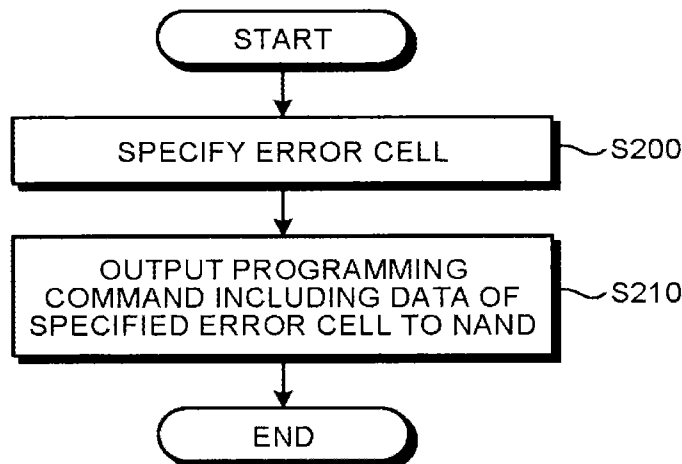 START
SPECIFY ERROR CELL
S200
OUTPUT PROGRAMMING
COMMAND INCLUDING DATA OF
SPECIFIED ERROR CELL TO NAND
S210
END